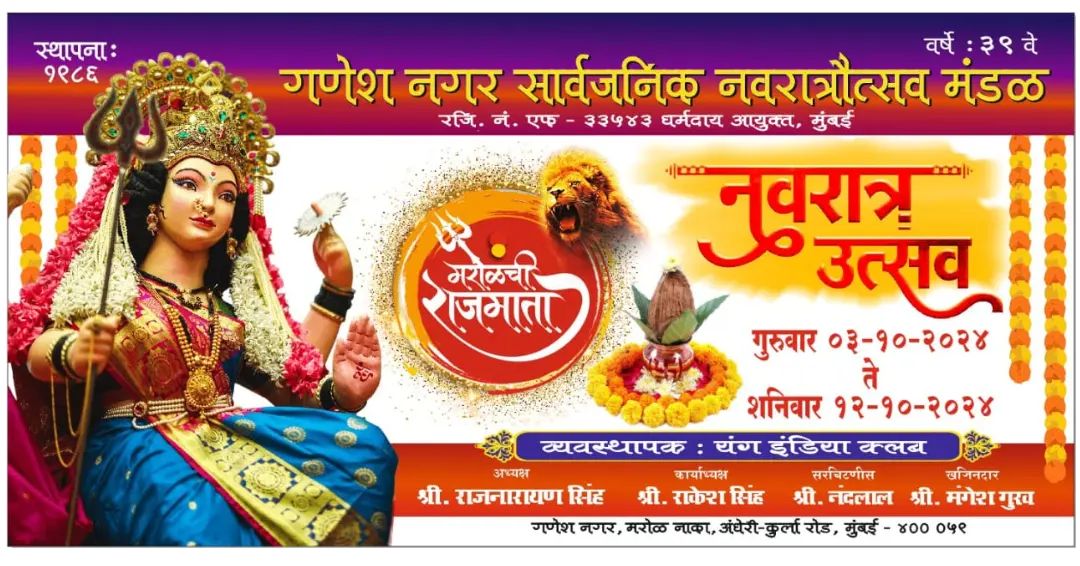 स्थापना:
१९८६
वर्षे : ३९ वे
गणेश नगर सार्वजनिक नवरात्रौत्सव मंडळ
रजि. नं. एफ - ३३५४३ धर्मदाय आयुक्त, मुंबई
मरोळची
राजमाता
नवरात्र
उत्सव
गुरुवार ०३-१०-२०२४
ते
शनिवार १२-१०-२०२४
व्यवस्थापक : यंग इंडिया क्लब
अध्यक्ष कार्याध्यक्ष सरचिटणीस खजिनदार
श्री. राजनारायण सिंह श्री. राकेश सिंह श्री. नंदलाल श्री. मंगेश गुरव
गणेश नगर, मरोळ नाका, अंधेरी-कुर्ला रोड, मुंबई - ४०० ०५९